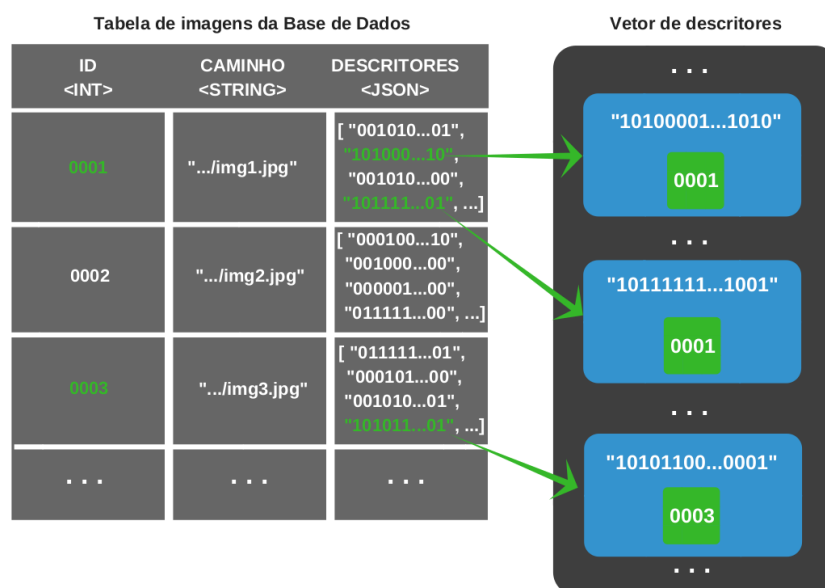 Tabela de imagens da Base de Dados
ID
<INT>
CAMINHO
<STRING>
DESCRITORES
<JSON>
0001
".../img1.jpg"
[ "001010...01",
"101000...10",
"001010...00",
"101111...01", ...]
0002
".../img2.jpg"
[ "000100...10",
"001000...00",
"000001...00",
"011111...00", ...]
0003
".../img3.jpg"
[ "011111...01",
"000101...00",
"001010...01",
"101011...01", ...]
. . .
. . .
. . .
Vetor de descritores
. . .
"10100001...1010"
0001
. . .
"10111111...1001"
0001
. . .
"10101100...0001"
0003
. . .